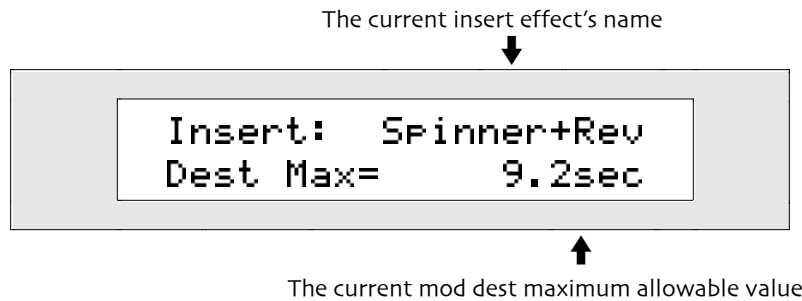 The current insert effect’s name
Insert: Spinner+Rev
Dest Max= 9.2sec
The current mod dest maximum allowable value